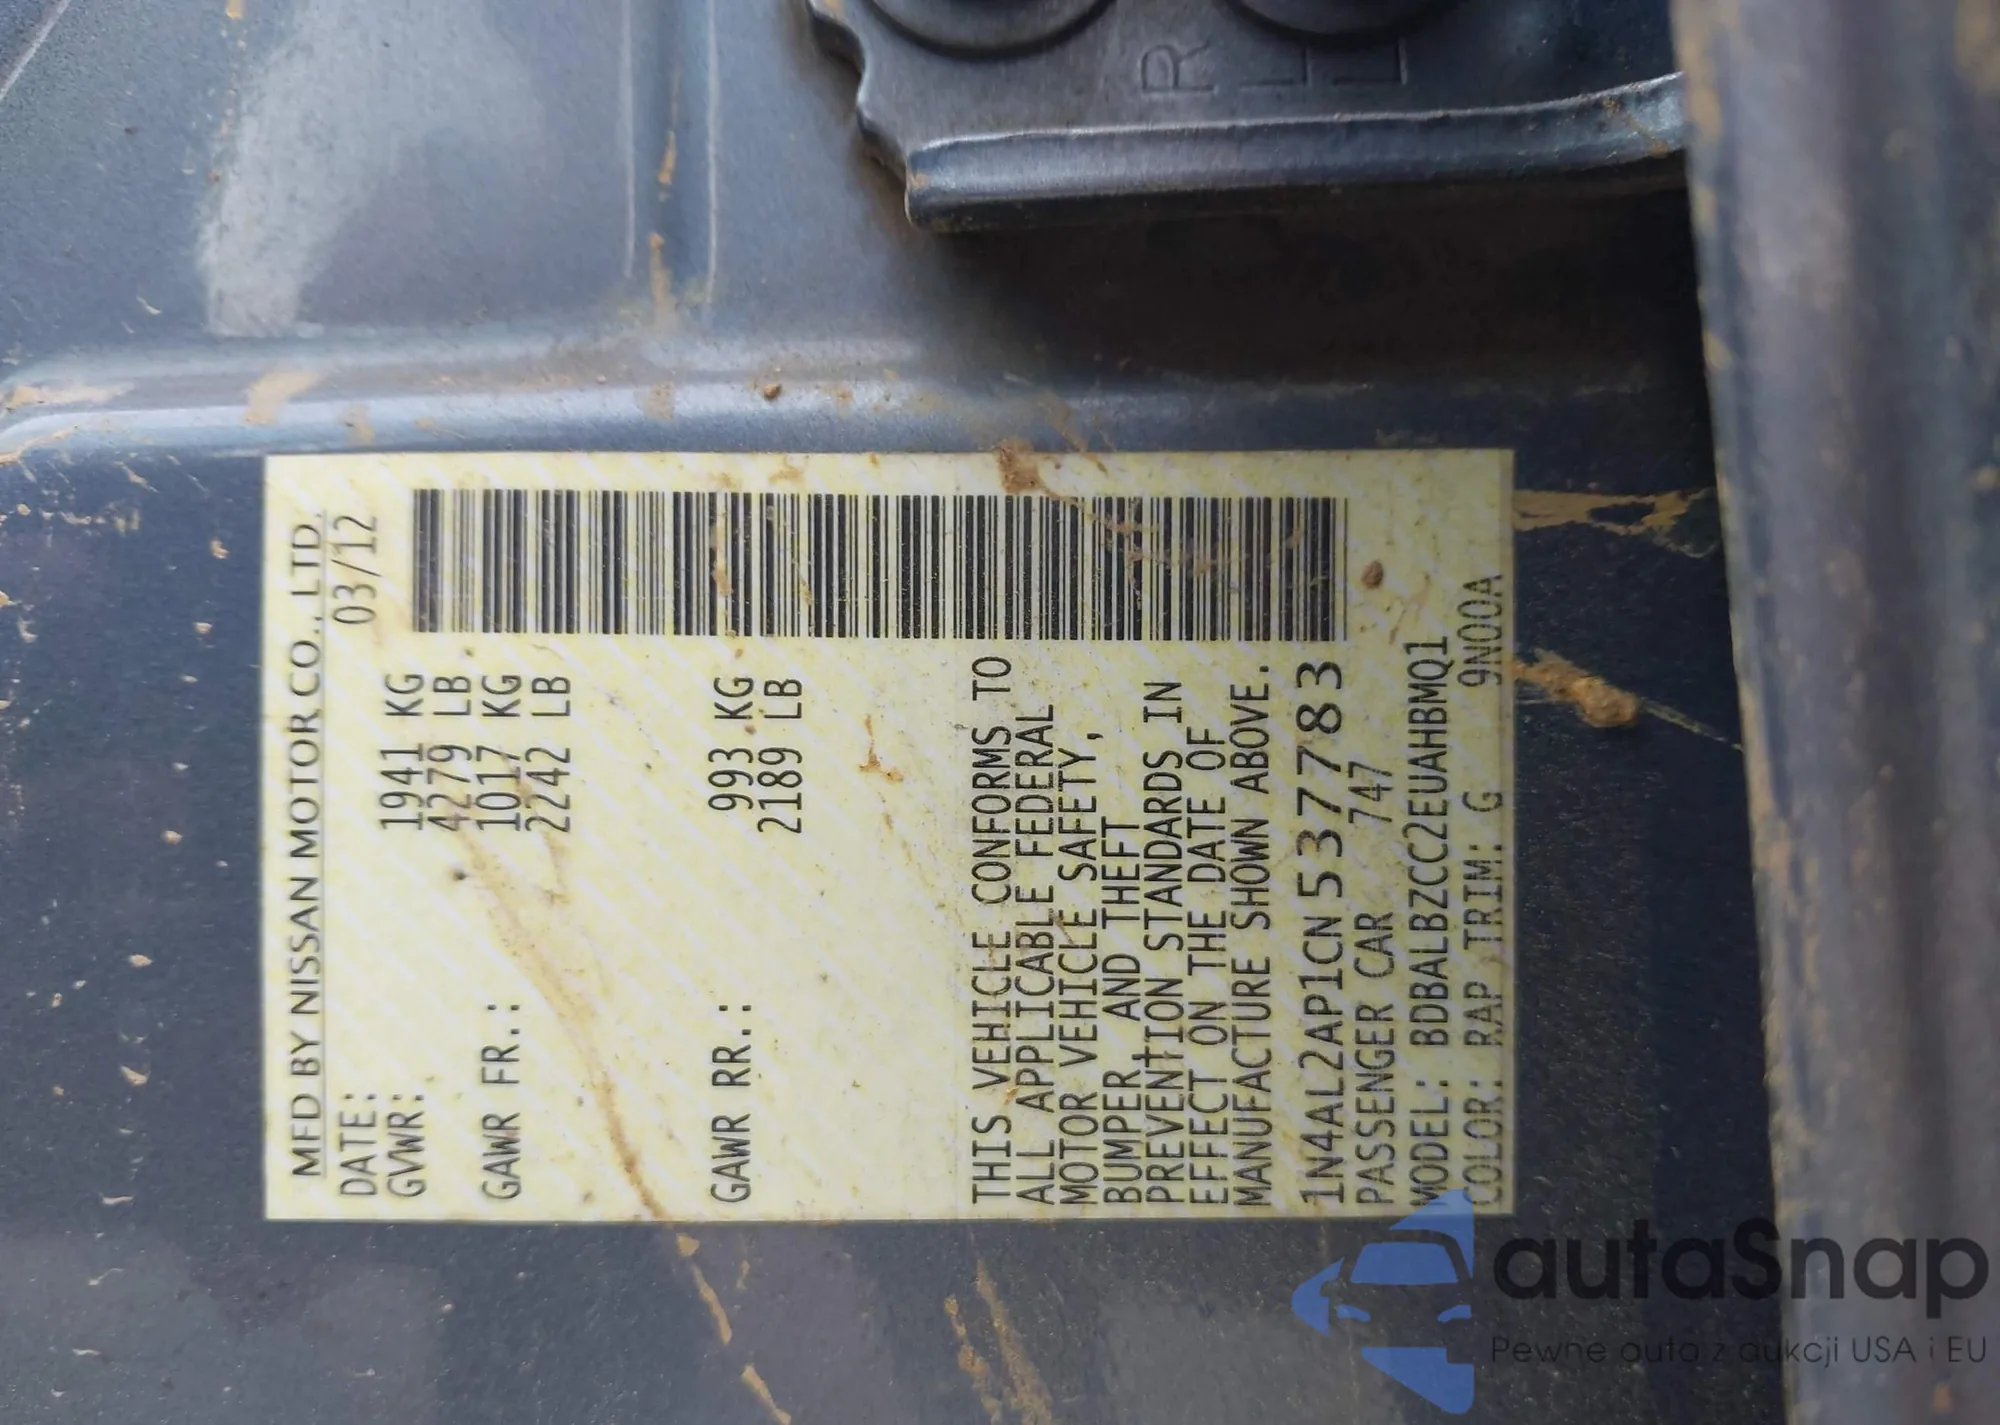 MFD BY NISSAN MOTOR CO., LTD.
DATE: 03/12
GVWR: 1941 KG
4279 LB
GAWR FR.: 1017 KG
2242 LB
GAWR RR.: 993 KG
2189 LB
THIS VEHICLE CONFORMS TO
ALL APPLICABLE FEDERAL
MOTOR VEHICLE SAFETY,
BUMPER, AND THEFT
PREVENTION STANDARDS IN
EFFECT ON THE DATE OF
MANUFACTURE SHOWN ABOVE.
1N4AL2AP1CN537783
PASSENGER CAR 747
MODEL: BDBALBZCC2EUAHBMQ1
COLOR: RAP TRIM: G 9N00A
R
autaSnap
Pewne auta z aukcji USA i EU